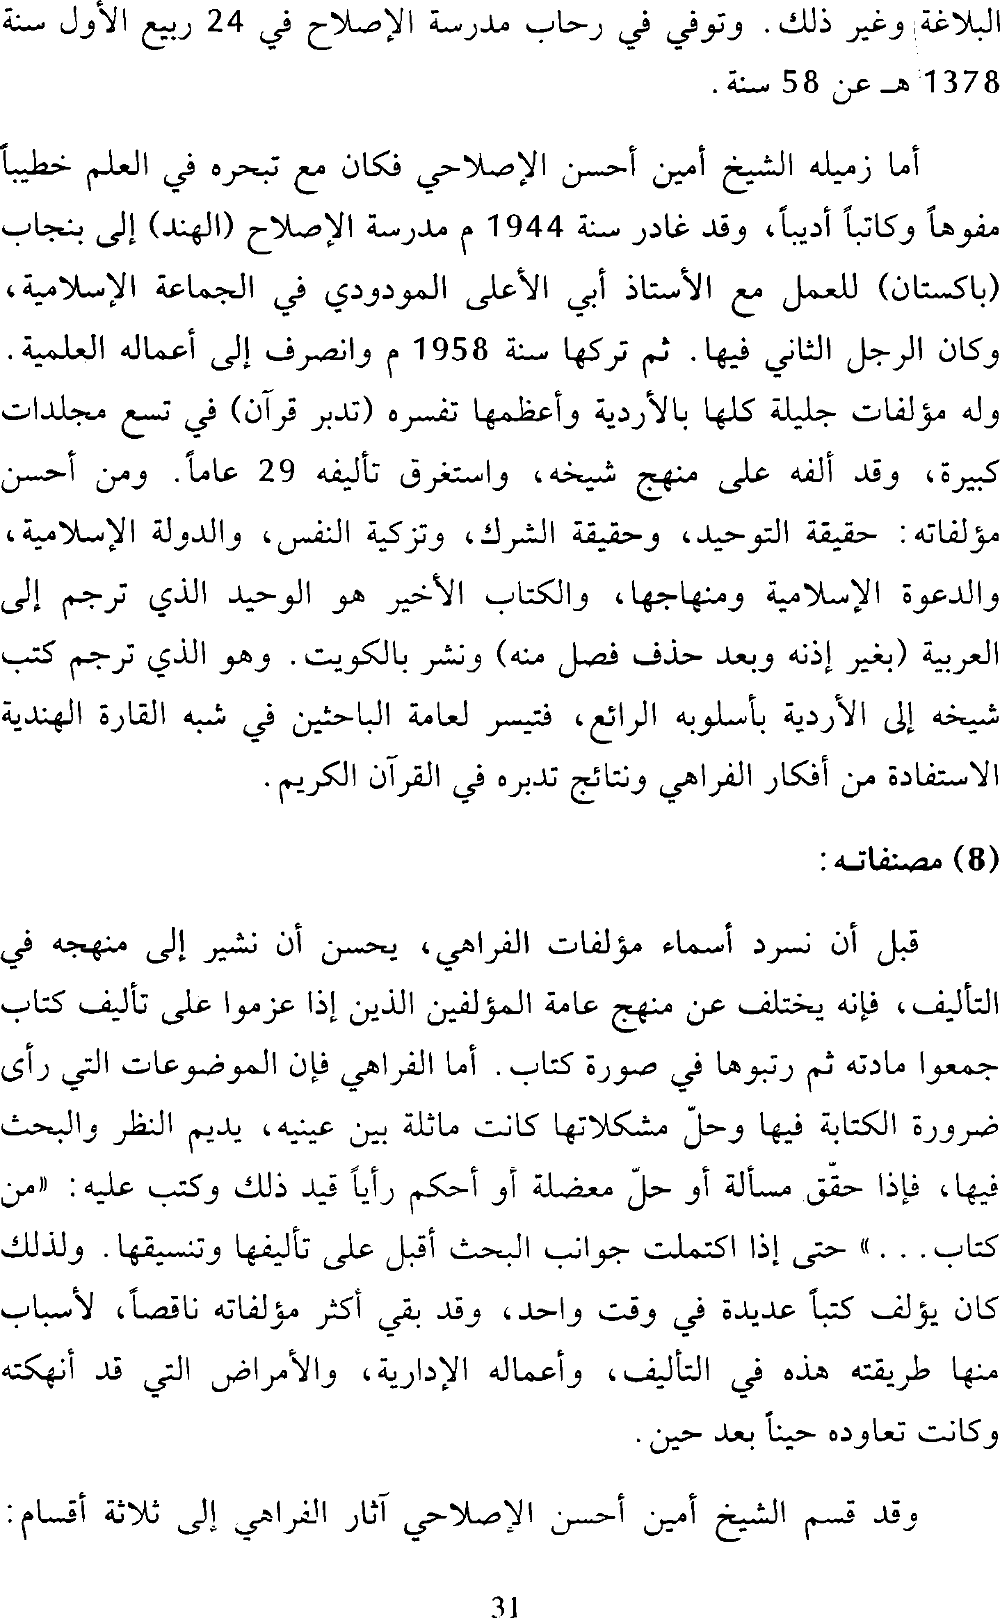 البلاغة وغير ذلك. وتوفي في رحاب مدرسة الإصلاح في 24 ربيع الأول سنة
1378 هـ عن 58 سنة.
أما زميله الشيخ أمين أحسن الإصلاحي فكان مع تبحره في العلم خطيباً
مفوهاً وكاتباً أديباً، وقد غادر سنة 1944 م مدرسة الإصلاح (الهند) إلى بنجاب
(باكستان) للعمل مع الأستاذ أبي الأعلى المودودي في الجماعة الإسلامية،
وكان الرجل الثاني فيها. ثم تركها سنة 1958 م وانصرف إلى أعماله العلمية.
وله مؤلفات جليلة كلها بالأردية وأعظمها تفسره (تدبر قرآن) في تسع مجلدات
كبيرة، وقد ألفه على منهج شيخه، واستغرق تأليفه 29 عاماً. ومن أحسن
مؤلفاته: حقيقة التوحيد، وحقيقة الشرك، وتزكية النفس، والدولة الإسلامية،
والدعوة الإسلامية ومنهاجها، والكتاب الأخير هو الوحيد الذي ترجم إلى
العربية (بغير إذنه وبعد حذف فصل منه) ونشر بالكويت. وهو الذي ترجم كتب
شيخه إلى الأردية بأسلوبه الرائع، فتيسر لعامة الباحثين في شبه القارة الهندية
الاستفادة من أفكار الفراهي ونتائج تدبره في القرآن الكريم.
(8) مصنفاتـه:
قبل أن نسرد أسماء مؤلفات الفراهي، يحسن أن نشير إلى منهجه في
التأليف، فإنه يختلف عن منهج عامة المؤلفين الذين إذا عزموا على تأليف كتاب
جمعوا مادته ثم رتبوها في صورة كتاب. أما الفراهي فإن الموضوعات التي رأى
ضرورة الكتابة فيها وحلّ مشكلاتها كانت ماثلة بين عينيه، يديم النظر والبحث
فيها، فإذا حقّق مسألة أو حلّ معضلة أو أحكم رأياً قيد ذلك وكتب عليه: «من
كتاب...» حتى إذا اكتملت جوانب البحث أقبل على تأليفها وتنسيقها. ولذلك
كان يؤلف كتباً عديدة في وقت واحد، وقد بقي أكثر مؤلفاته ناقصاً، لأسباب
منها طريقته هذه في التأليف، وأعماله الإدارية، والأمراض التي قد أنهكته
وكانت تعاوده حيناً بعد حين.
وقد قسم الشيخ أمين أحسن الإصلاحي آثار الفراهي إلى ثلاثة أقسام:
31